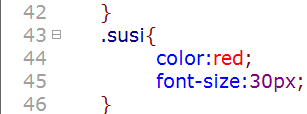 42 }
43 .susi{
44 color:red;
45 font-size:30px;
46 }